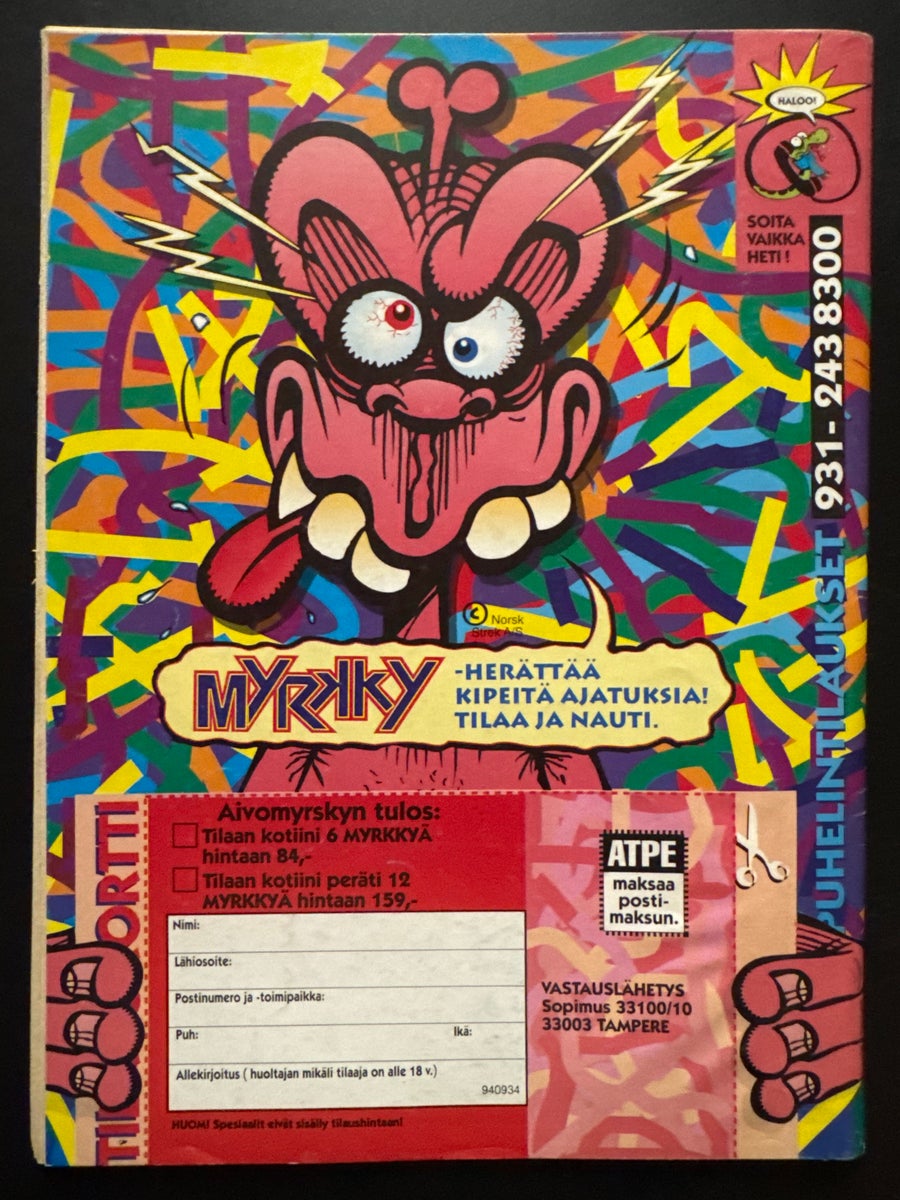 HALOO!
SOITA
VAIKKA
HETI!
PUHELINTILAUKSET 931-243 8300
Norsk
Strek A/S
MYRKKY
-HERÄTTÄÄ
KIPEITÄ AJATUKSIA!
TILAA JA NAUTI.
Aivomyrskyn tulos:
Tilaan kotiini 6 MYRKKYÄ
hintaan 84,-
Tilaan kotiini peräti 12
MYRKKYÄ hintaan 159,-
Nimi:
Lähiosoite:
Postinumero ja -toimipaikka:
Puh: Ikä:
Allekirjoitus ( huoltajan mikäli tilaaja on alle 18 v.)
940934
HUOM! Spesiaalit eivät sisälly tilaushintaan!
ATPE
maksaa
posti-
maksun.
VASTAUSLÄHETYS
Sopimus 33100/10
33003 TAMPERE